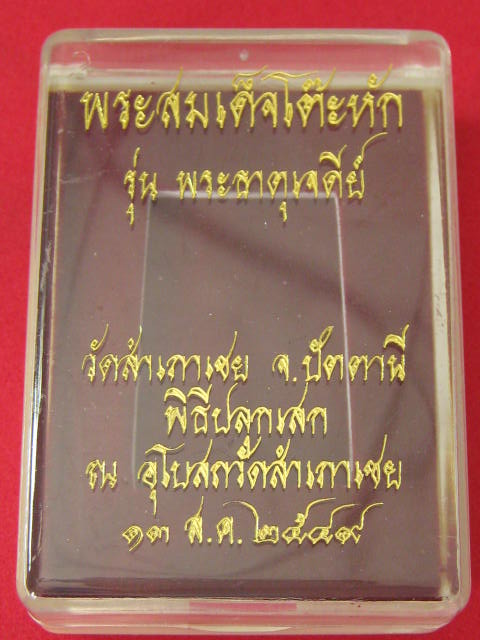 พระสมเด็จโต๊ะหัก
รุ่น พระธาตุเจดีย์
วัดสำเภาเชย จ.ปัตตานี
พิธีปลุกเสก
ณ อุโบสถวัดสำเภาเชย
๑๓ ส.ค. ๒๕๔๙